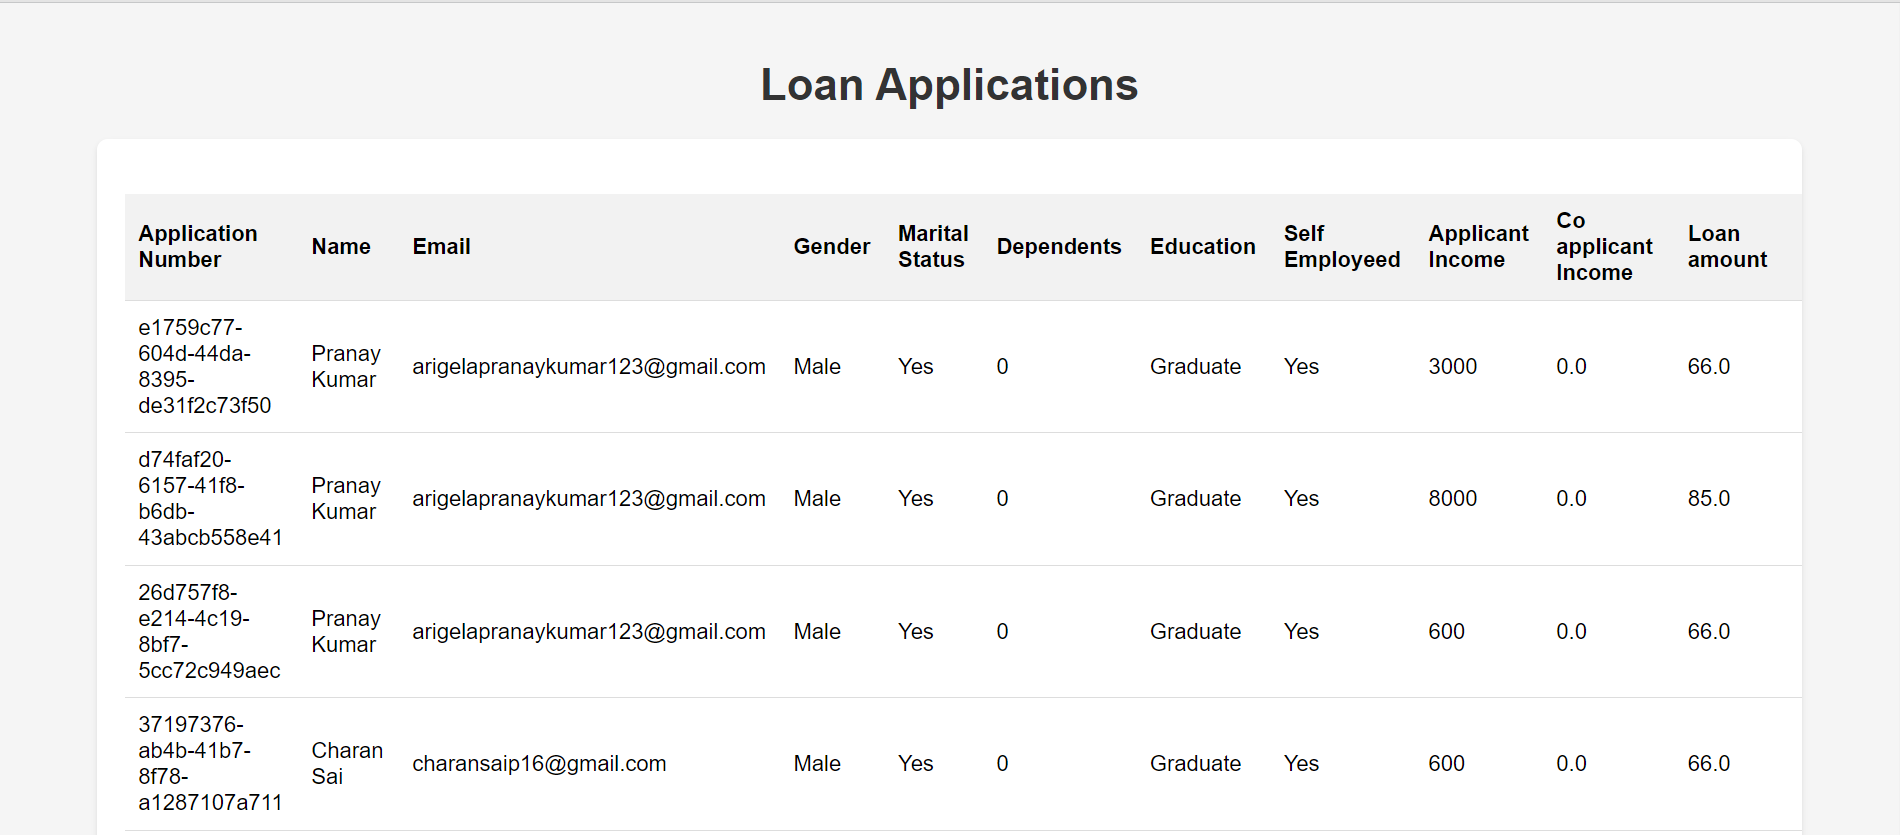 Loan Applications
Application Number Name Email Gender Marital Status Dependents Education Self Employeed Applicant Income Co applicant Income Loan amount
e1759c77-604d-44da-8395-de31f2c73f50 Pranay Kumar arigelapranaykumar123@gmail.com Male Yes 0 Graduate Yes 3000 0.0 66.0
d74faf20-6157-41f8-b6db-43abcb558e41 Pranay Kumar arigelapranaykumar123@gmail.com Male Yes 0 Graduate Yes 8000 0.0 85.0
26d757f8-e214-4c19-8bf7-5cc72c949aec Pranay Kumar arigelapranaykumar123@gmail.com Male Yes 0 Graduate Yes 600 0.0 66.0
37197376-ab4b-41b7-8f78-a1287107a711 Charan Sai charansaip16@gmail.com Male Yes 0 Graduate Yes 600 0.0 66.0